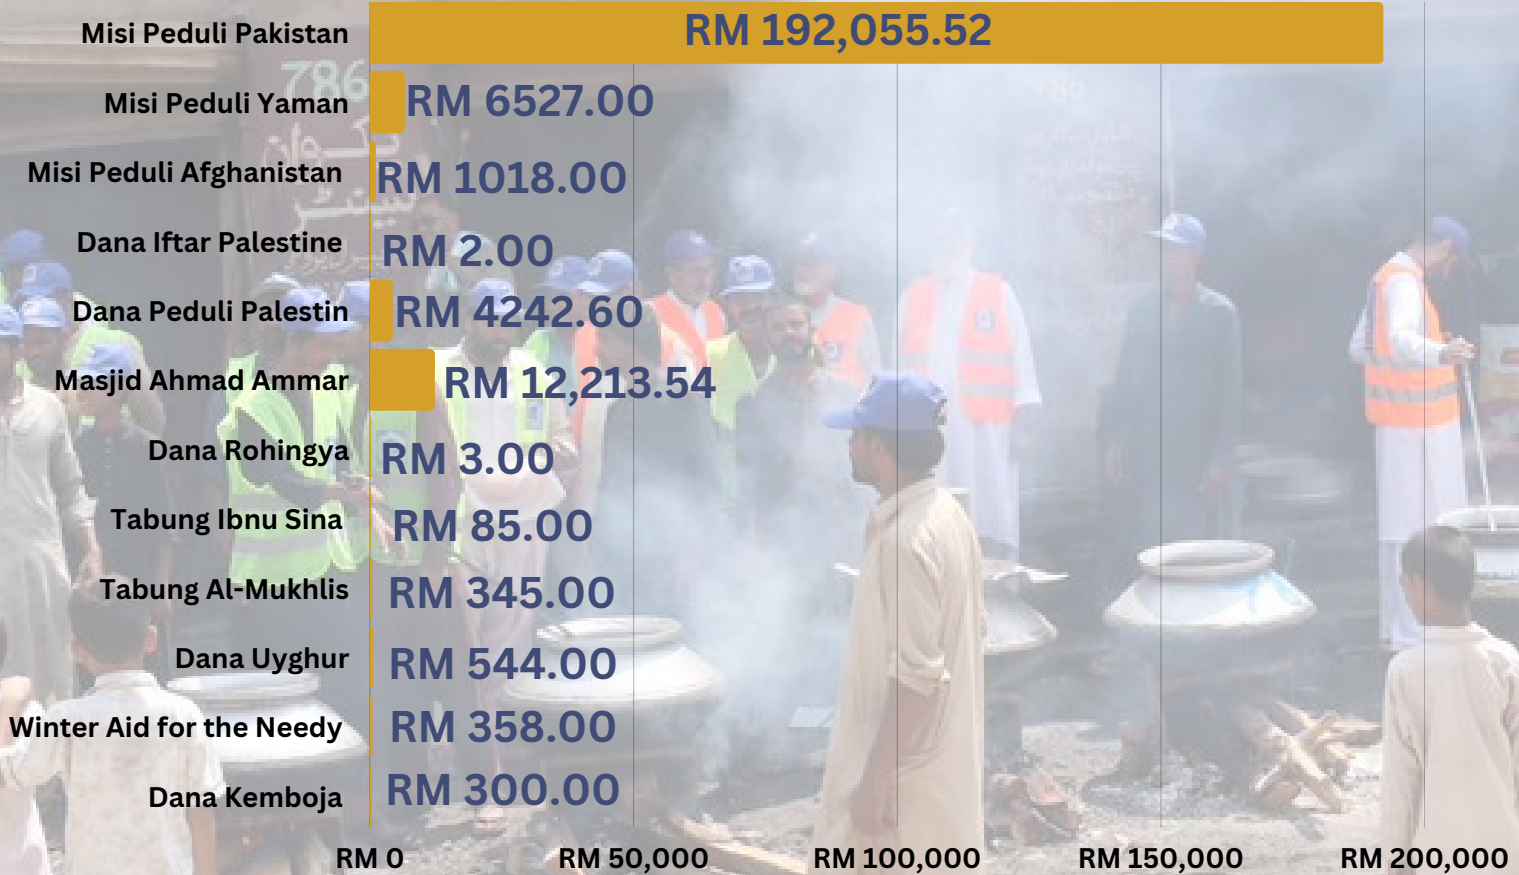 Misi Peduli Pakistan RM 192,055.52
786
Misi Peduli Yaman RM 6527.00
Misi Peduli Afghanistan RM 1018.00
Dana Iftar Palestine RM 2.00
Dana Peduli Palestin RM 4242.60
Masjid Ahmad Ammar RM 12,213.54
Dana Rohingya RM 3.00
Tabung Ibnu Sina RM 85.00
Tabung Al-Mukhlis RM 345.00
Dana Uyghur RM 544.00
Winter Aid for the Needy RM 358.00
Dana Kemboja RM 300.00
RM 0 RM 50,000 RM 100,000 RM 150,000 RM 200,000